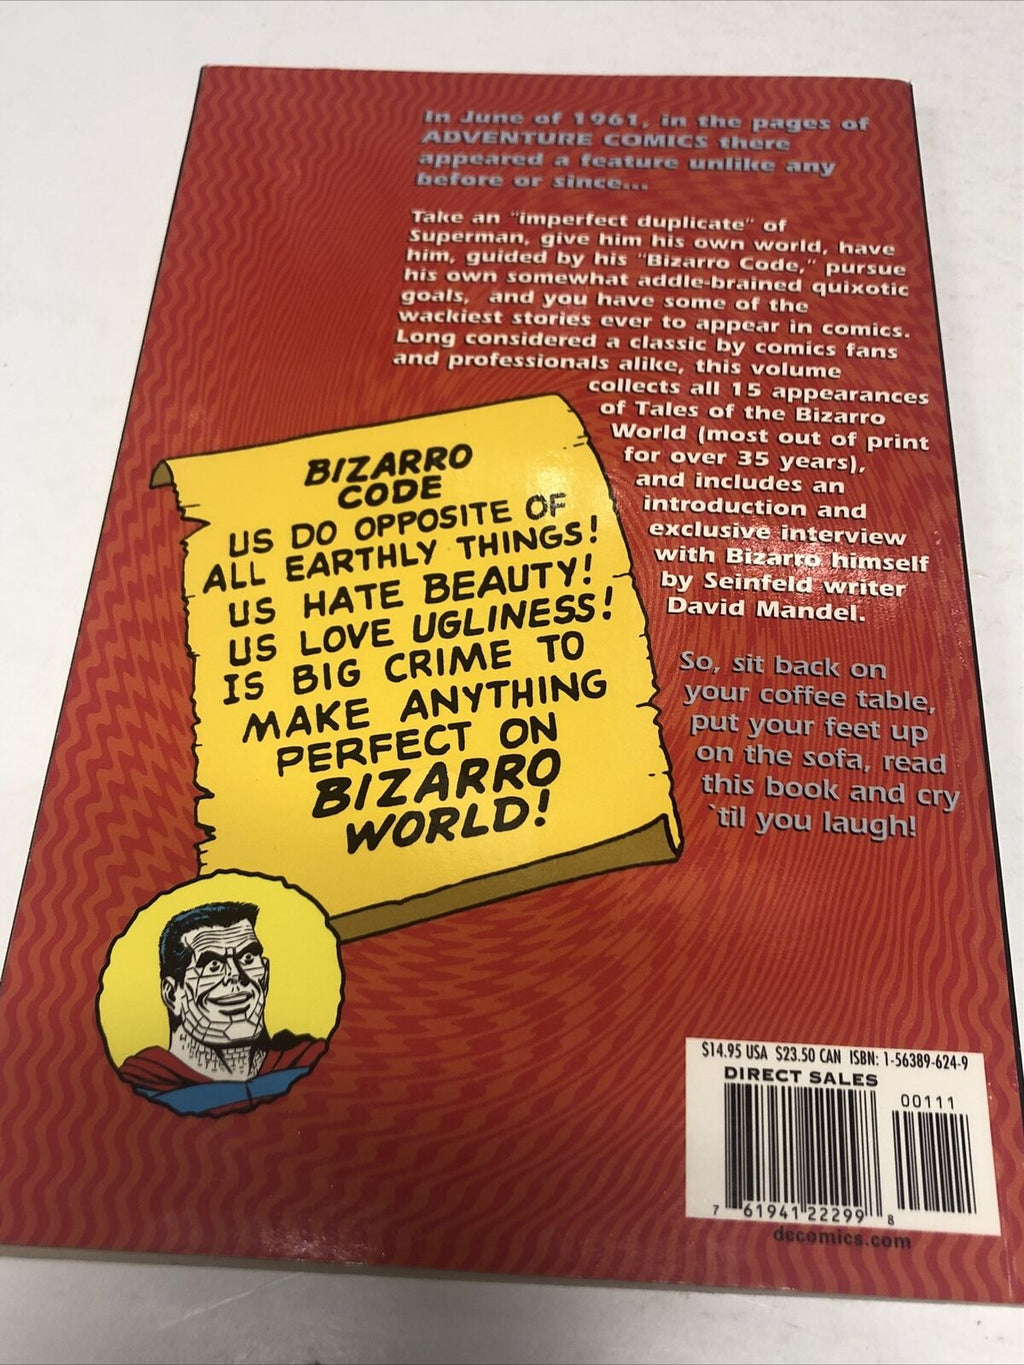 In June of 1961, in the pages of
ADVENTURE COMICS there
appeared a feature unlike any
before or since...
Take an "imperfect duplicate" of
Superman, give him his own world, have
him, guided by his "Bizarro Code," pursue
his own somewhat addle-brained quixotic
goals, and you have some of the
wackiest stories ever to appear in comics.
Long considered a classic by comics fans
and professionals alike, this volume
collects all 15 appearances
of Tales of the Bizarro
World (most out of print
for over 35 years),
and includes an
introduction and
exclusive interview
with Bizarro himself
by Seinfeld writer
David Mandel.
So, sit back on
your coffee table,
put your feet up
on the sofa, read
this book and cry
`til you laugh!
BIZARRO
CODE
US DO OPPOSITE OF
ALL EARTHLY THINGS!
US HATE BEAUTY!
US LOVE UGLINESS!
IS BIG CRIME TO
MAKE ANYTHING
PERFECT ON
BIZARRO
WORLD!
$14.95 USA $23.50 CAN ISBN: 1-56389-624-9
DIRECT SALES
00111
7 61941 22299 8
dccomics.com